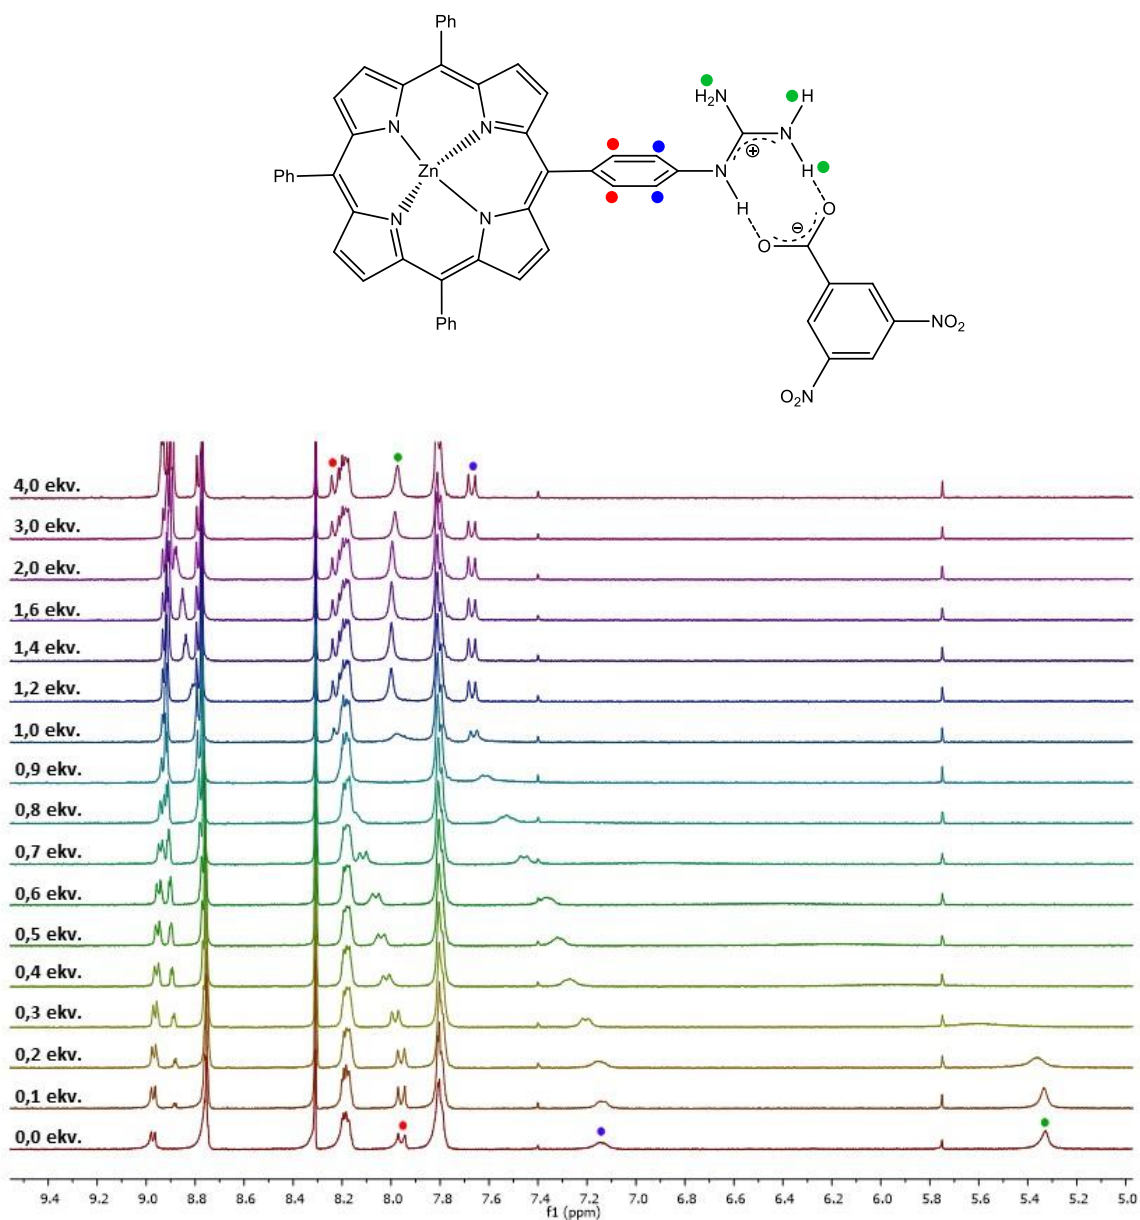 Ph
N
N
Ph
Zn
N
N
Ph
H₂N
H
N
⊕
N
H
H
O
⊖
O
NO₂
O₂N
4,0 ekv.
3,0 ekv.
2,0 ekv.
1,6 ekv.
1,4 ekv.
1,2 ekv.
1,0 ekv.
0,9 ekv.
0,8 ekv.
0,7 ekv.
0,6 ekv.
0,5 ekv.
0,4 ekv.
0,3 ekv.
0,2 ekv.
0,1 ekv.
0,0 ekv.
9.4 9.2 9.0 8.8 8.6 8.4 8.2 8.0 7.8 7.6 7.4 7.2 7.0 6.8 6.6 6.4 6.2 6.0 5.8 5.6 5.4 5.2 5.0
f1 (ppm)